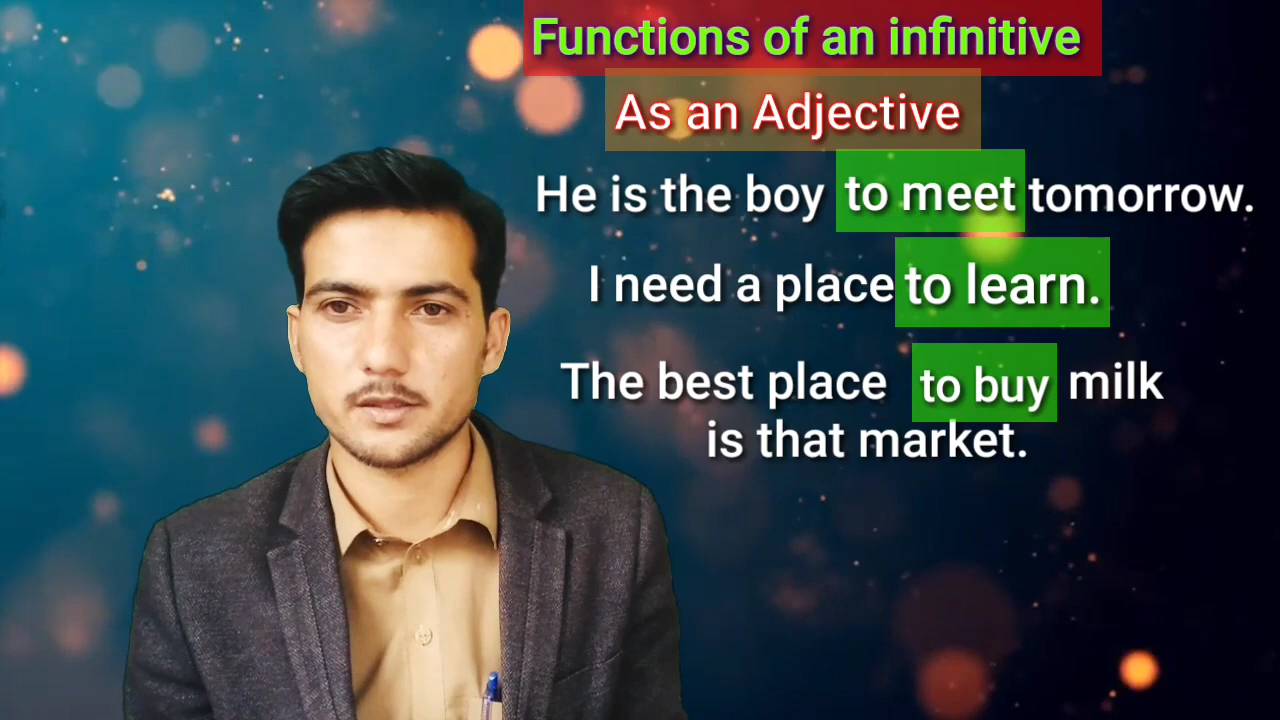 Functions of an infinitive
As an Adjective
He is the boy to meet tomorrow.
I need a place to learn.
The best place to buy milk
is that market.